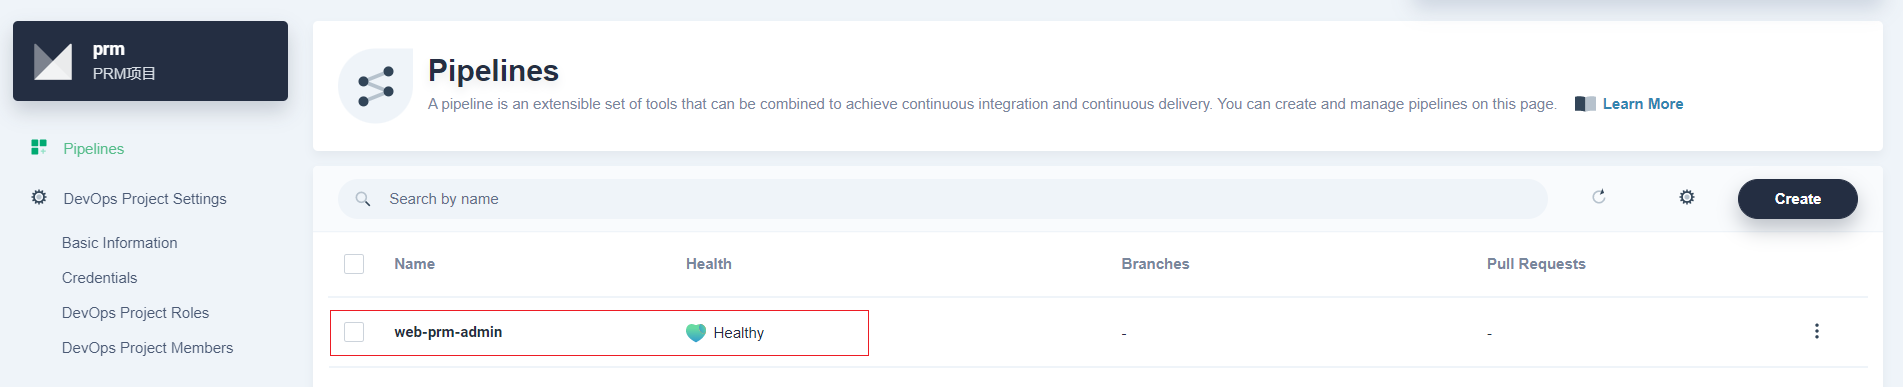 prm
PRM项目
Pipelines
DevOps Project Settings
Basic Information
Credentials
DevOps Project Roles
DevOps Project Members
Pipelines
A pipeline is an extensible set of tools that can be combined to achieve continuous integration and continuous delivery. You can create and manage pipelines on this page. Learn More
Search by name Create
Name Health Branches Pull Requests
web-prm-admin Healthy - -